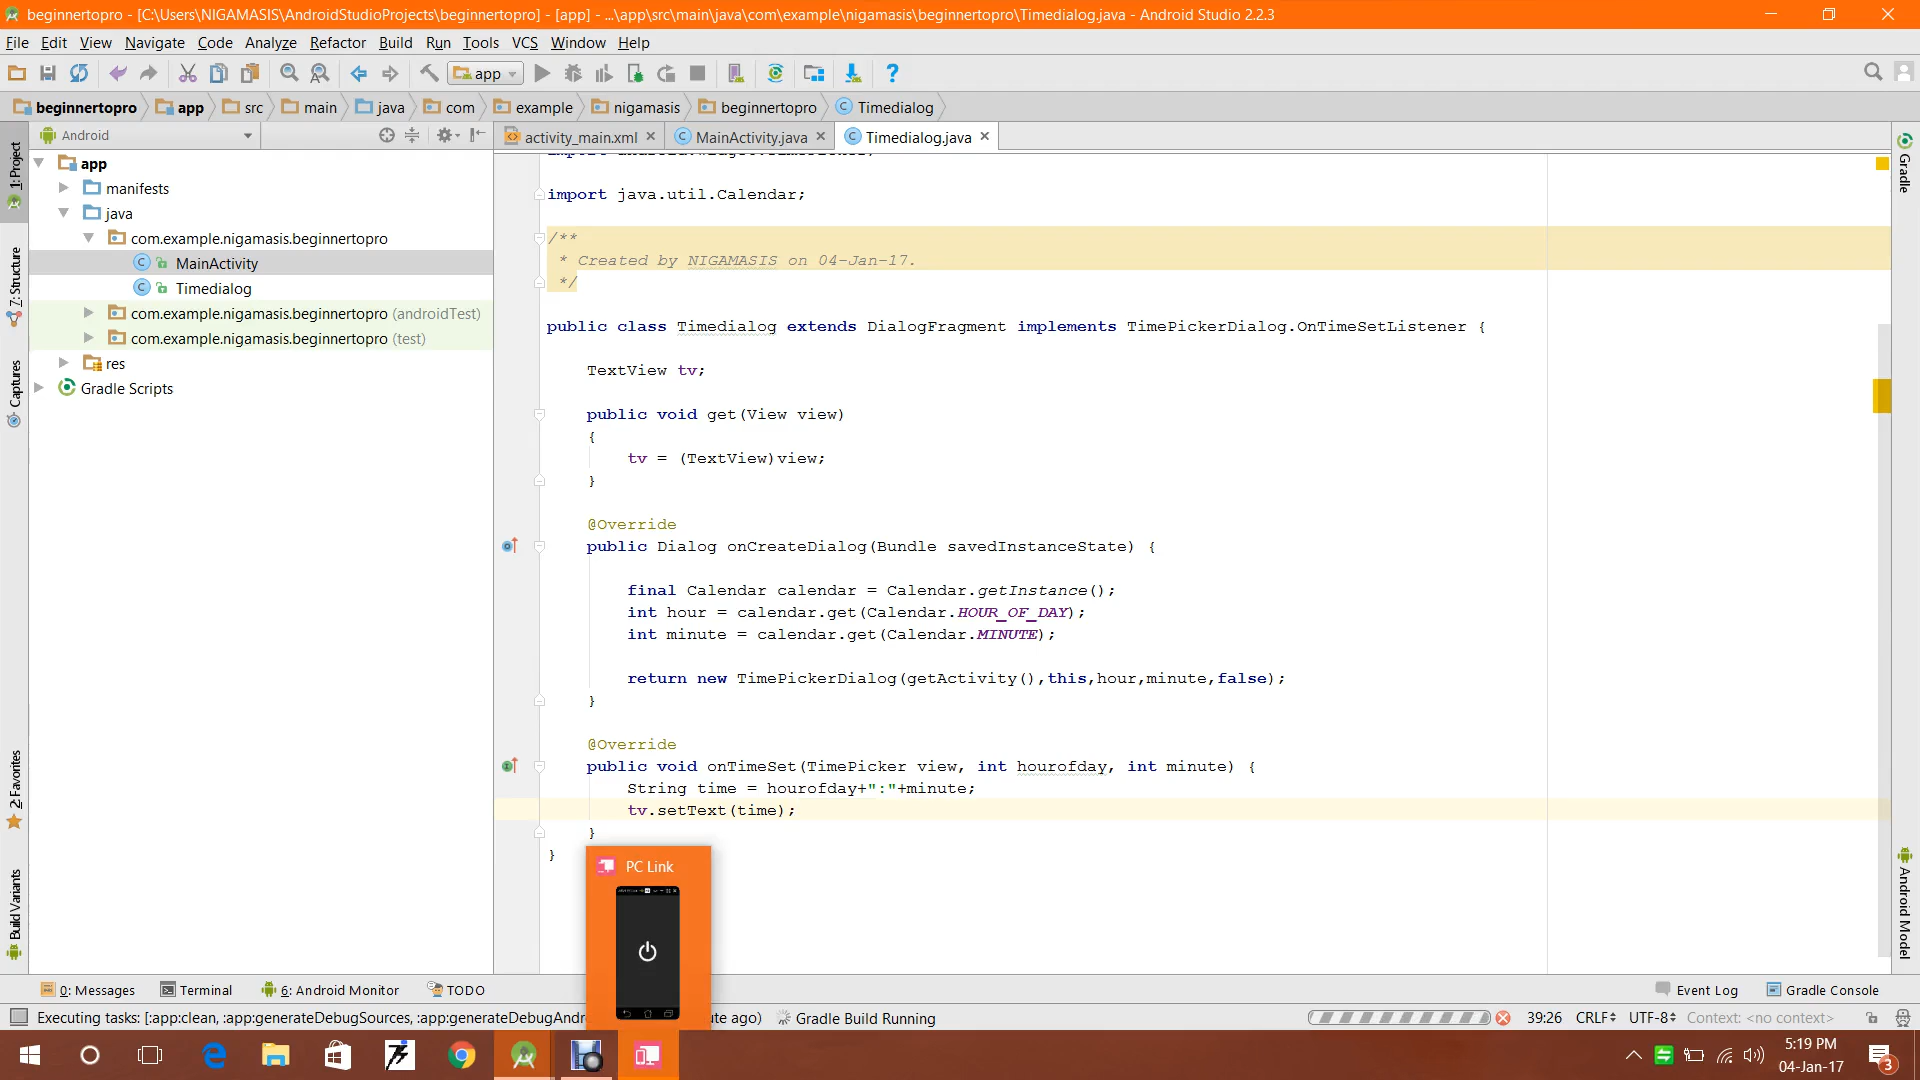 beginnertopro - [C:\Users\NIGAMASIS\AndroidStudioProjects\beginnertopro] - [app] - ...\app\src\main\java\com\example\nigamasis\beginnertopro\Timedialog.java - Android Studio 2.2.3
File Edit View Navigate Code Analyze Refactor Build Run Tools VCS Window Help
app
beginnertopro app src main java com example nigamasis beginnertopro Timedialog
Android
activity_main.xml MainActivity.java Timedialog.java
1: Project
7: Structure
Captures
2: Favorites
Build Variants
app
manifests
java
com.example.nigamasis.beginnertopro
MainActivity
Timedialog
com.example.nigamasis.beginnertopro (androidTest)
com.example.nigamasis.beginnertopro (test)
res
Gradle Scripts
import java.util.Calendar;
/**
* Created by NIGAMASIS on 04-Jan-17.
*/
public class Timedialog extends DialogFragment implements TimePickerDialog.OnTimeSetListener {
TextView tv;
public void get(View view)
{
tv = (TextView)view;
}
@Override
public Dialog onCreateDialog(Bundle savedInstanceState) {
final Calendar calendar = Calendar.getInstance();
int hour = calendar.get(Calendar.HOUR_OF_DAY);
int minute = calendar.get(Calendar.MINUTE);
return new TimePickerDialog(getActivity(),this,hour,minute,false);
}
@Override
public void onTimeSet(TimePicker view, int hourofday, int minute) {
String time = hourofday+":"+minute;
tv.setText(time);
}
}
Gradle
Android Model
PC Link
0: Messages Terminal 6: Android Monitor TODO Event Log Gradle Console
Executing tasks: [:app:clean, :app:generateDebugSources, :app:generateDebugAndr ute ago) Gradle Build Running 39:26 CRLF UTF-8 Context: <no context>
5:19 PM
04-Jan-17
3